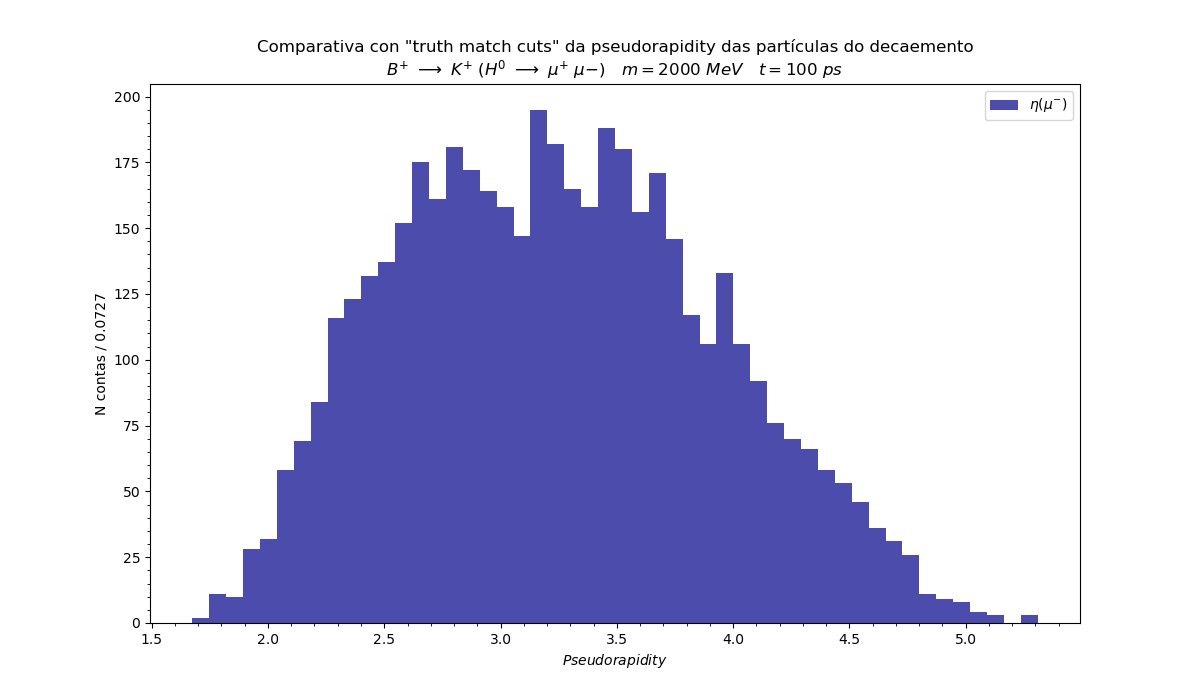 Comparativa con "truth match cuts" da pseudorapidity das partículas do decaemento
B⁺ ⟶ K⁺ (H⁰ ⟶ μ⁺ μ−) m = 2000 MeV t = 100 ps
η(μ⁻)
N contas / 0.0727
200
175
150
125
100
75
50
25
0
1.5 2.0 2.5 3.0 3.5 4.0 4.5 5.0
Pseudorapidity